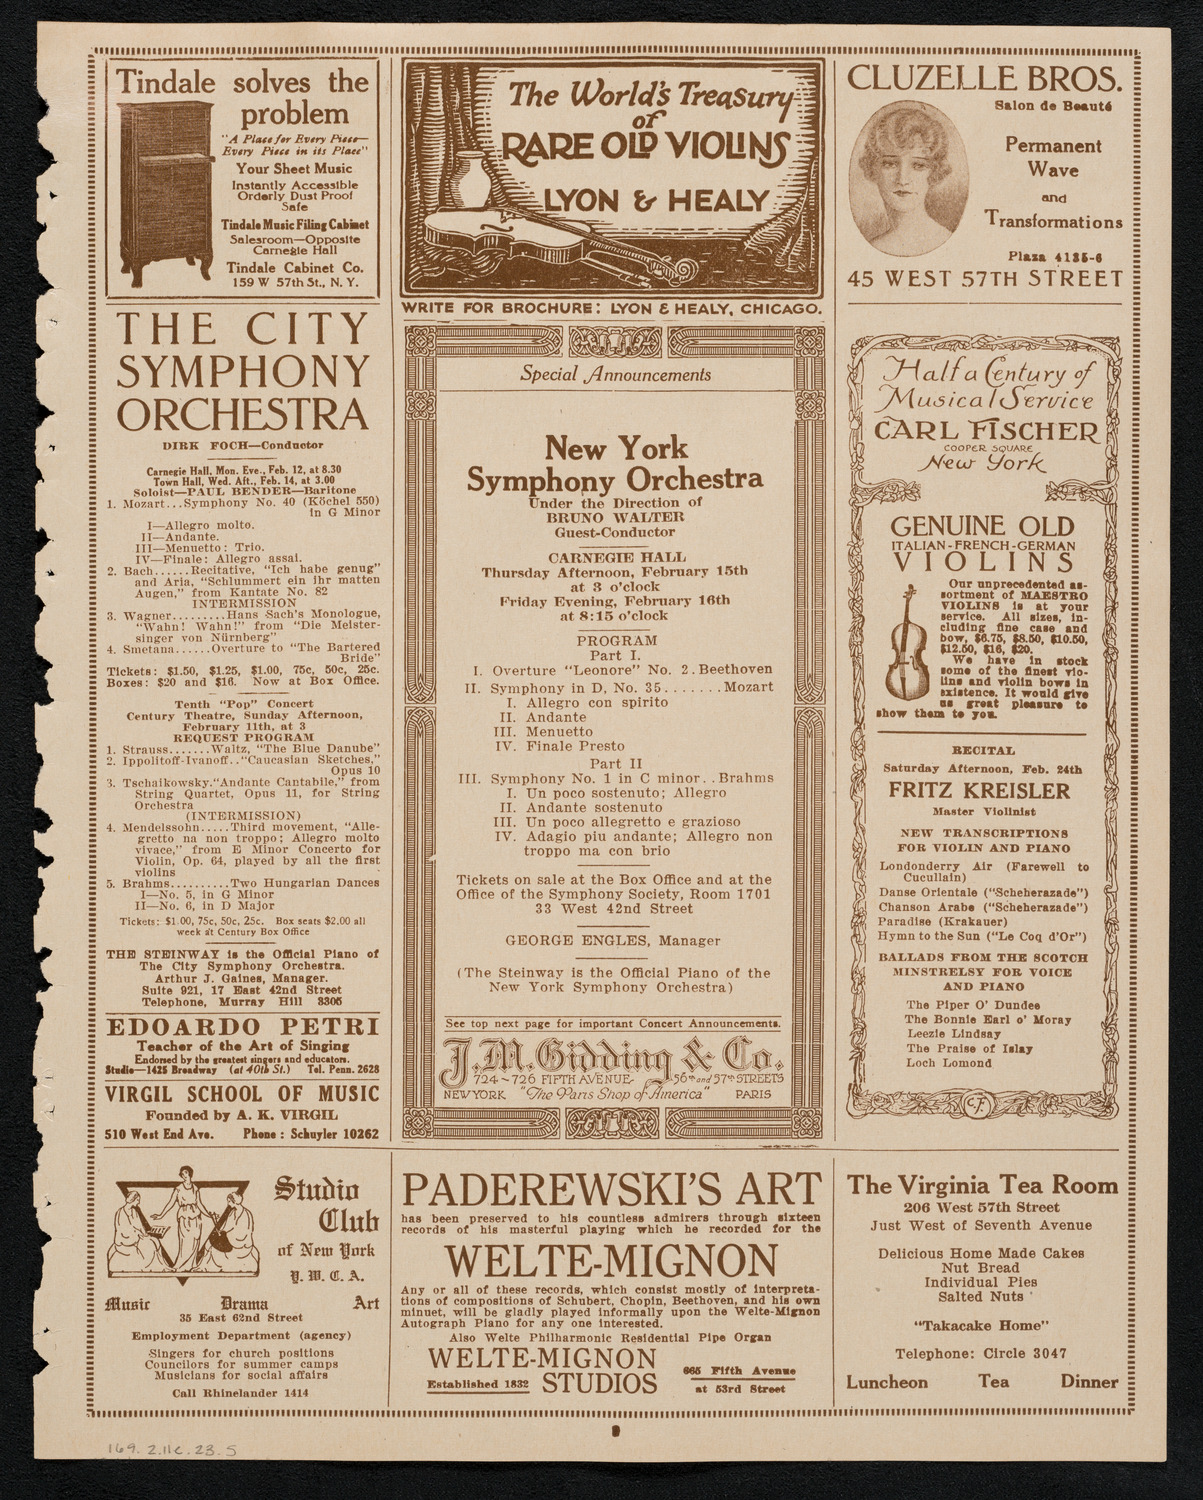 Tindale solves the
problem
"A Place for Every Piece—
Every Piece in its Place"
Your Sheet Music
Instantly Accessible
Orderly Dust Proof
Safe
Tindale Music Filing Cabinet
Salesroom—Opposite
Carnegie Hall
Tindale Cabinet Co.
159 W 57th St., N. Y.
THE CITY
SYMPHONY
ORCHESTRA
DIRK FOCH—Conductor
Carnegie Hall, Mon. Eve., Feb. 12, at 8.30
Town Hall, Wed. Aft., Feb. 14, at 3.00
Soloist—PAUL BENDER—Baritone
1. Mozart...Symphony No. 40 (Köchel 550)
in G Minor
I—Allegro molto.
II—Andante.
III—Menuetto: Trio.
IV—Finale: Allegro assai.
2. Bach......Recitative, "Ich habe genug"
and Aria, "Schlummert ein ihr matten
Augen," from Kantate No. 82
INTERMISSION
3. Wagner.........Hans Sach's Monologue,
"Wahn! Wahn!" from "Die Meister-
singer von Nürnberg"
4. Smetana......Overture to "The Bartered
Bride"
Tickets: $1.50, $1.25, $1.00, 75c, 50c, 25c.
Boxes: $20 and $16. Now at Box Office.
Tenth "Pop" Concert
Century Theatre, Sunday Afternoon,
February 11th, at 3
REQUEST PROGRAM
1. Strauss.......Waltz, "The Blue Danube"
2. Ippolitoff-Ivanoff.."Caucasian Sketches,"
Opus 10
3. Tschaikowsky."Andante Cantabile," from
String Quartet, Opus 11, for String
Orchestra
(INTERMISSION)
4. Mendelssohn.....Third movement, "Alle-
gretto na non troppo; Allegro molto
vivace," from E Minor Concerto for
Violin, Op. 64, played by all the first
violins
5. Brahms..........Two Hungarian Dances
I—No. 5, in G Minor
II—No. 6, in D Major
Tickets: $1.00, 75c, 50c, 25c. Box seats $2.00 all
week at Century Box Office
THE STEINWAY is the Official Piano of
The City Symphony Orchestra.
Arthur J. Gaines, Manager.
Suite 921, 17 East 42nd Street
Telephone, Murray Hill 8305
EDOARDO PETRI
Teacher of the Art of Singing
Endorsed by the greatest singers and educators.
Studio—1425 Broadway (at 40th St.) Tel. Penn. 2628
VIRGIL SCHOOL OF MUSIC
Founded by A. K. VIRGIL
510 West End Ave. Phone: Schuyler 10262
Studio
Club
of New York
Y. W. C. A.
Music Drama Art
35 East 62nd Street
Employment Department (agency)
Singers for church positions
Councilors for summer camps
Musicians for social affairs
Call Rhinelander 1414
The World's Treasury
of
RARE OLD VIOLINS
LYON & HEALY
WRITE FOR BROCHURE: LYON & HEALY, CHICAGO.
Special Announcements
New York
Symphony Orchestra
Under the Direction of
BRUNO WALTER
Guest-Conductor
CARNEGIE HALL
Thursday Afternoon, February 15th
at 3 o'clock
Friday Evening, February 16th
at 8:15 o'clock
PROGRAM
Part I.
I. Overture "Leonore" No. 2.Beethoven
II. Symphony in D, No. 35.......Mozart
I. Allegro con spirito
II. Andante
III. Menuetto
IV. Finale Presto
Part II
III. Symphony No. 1 in C minor..Brahms
I. Un poco sostenuto; Allegro
II. Andante sostenuto
III. Un poco allegretto e grazioso
IV. Adagio piu andante; Allegro non
troppo ma con brio
Tickets on sale at the Box Office and at the
Office of the Symphony Society, Room 1701
33 West 42nd Street
GEORGE ENGLES, Manager
(The Steinway is the Official Piano of the
New York Symphony Orchestra)
See top next page for important Concert Announcements.
J.M. Gidding & Co.
724~726 FIFTH AVENUE- 56th and 57th STREETS
NEW YORK "The Paris Shop of America" PARIS
PADEREWSKI'S ART
has been preserved to his countless admirers through sixteen
records of his masterful playing which he recorded for the
WELTE-MIGNON
Any or all of these records, which consist mostly of interpreta-
tions of compositions of Schubert, Chopin, Beethoven, and his own
minuet, will be gladly played informally upon the Welte-Mignon
Autograph Piano for any one interested.
Also Welte Philharmonic Residential Pipe Organ
WELTE-MIGNON
Established 1832 STUDIOS
665 Fifth Avenue
at 53rd Street
CLUZELLE BROS.
Salon de Beauté
Permanent
Wave
and
Transformations
Plaza 4135-6
45 WEST 57TH STREET
Half a Century of
Musical Service
CARL FISCHER
COOPER SQUARE
New York
GENUINE OLD
ITALIAN-FRENCH-GERMAN
VIOLINS
Our unprecedented as-
sortment of MAESTRO
VIOLINS is at your
service. All sizes, in-
cluding fine case and
bow, $6.75, $8.50, $10.50,
$12.50, $16, $20.
We have in stock
some of the finest vio-
lins and violin bows in
existence. It would give
us great pleasure to
show them to you.
RECITAL
Saturday Afternoon, Feb. 24th
FRITZ KREISLER
Master Violinist
NEW TRANSCRIPTIONS
FOR VIOLIN AND PIANO
Londonderry Air (Farewell to
Cucullain)
Danse Orientale ("Scheherazade")
Chanson Arabe ("Scheherazade")
Paradise (Krakauer)
Hymn to the Sun ("Le Coq d'Or")
BALLADS FROM THE SCOTCH
MINSTRELSY FOR VOICE
AND PIANO
The Piper O' Dundee
The Bonnie Earl o' Moray
Leezie Lindsay
The Praise of Islay
Loch Lomond
C.F.
The Virginia Tea Room
206 West 57th Street
Just West of Seventh Avenue
Delicious Home Made Cakes
Nut Bread
Individual Pies
Salted Nuts
"Takacake Home"
Telephone: Circle 3047
Luncheon Tea Dinner
169. 2.11c.23.5